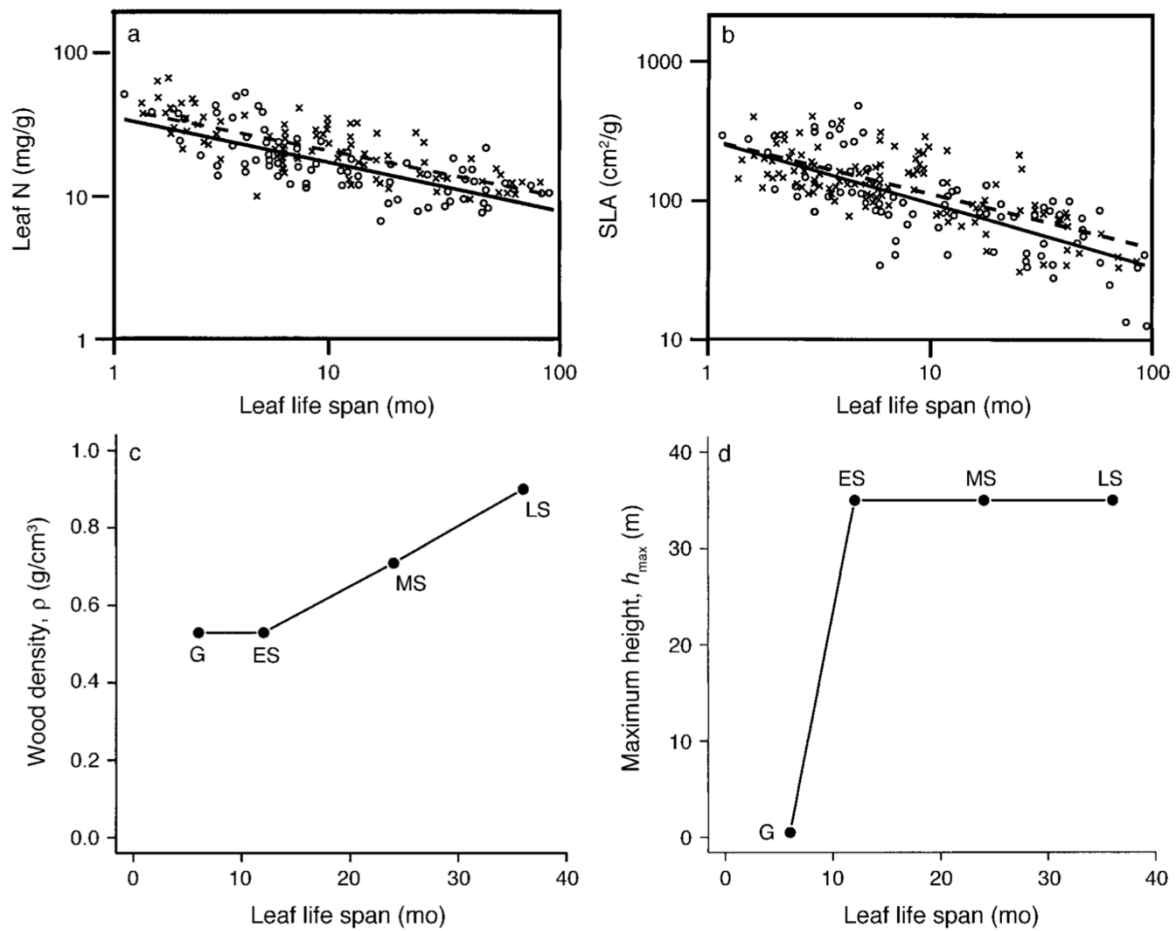 a
Leaf N (mg/g)
100
10
1
1
10
100
Leaf life span (mo)
b
SLA (cm²/g)
1000
100
10
1
10
100
Leaf life span (mo)
c
Wood density, ρ (g/cm³)
1.0
0.8
0.6
0.4
0.2
0.0
G
ES
MS
LS
0
10
20
30
40
Leaf life span (mo)
d
Maximum height, hmax (m)
40
30
20
10
0
G
ES
MS
LS
0
10
20
30
40
Leaf life span (mo)